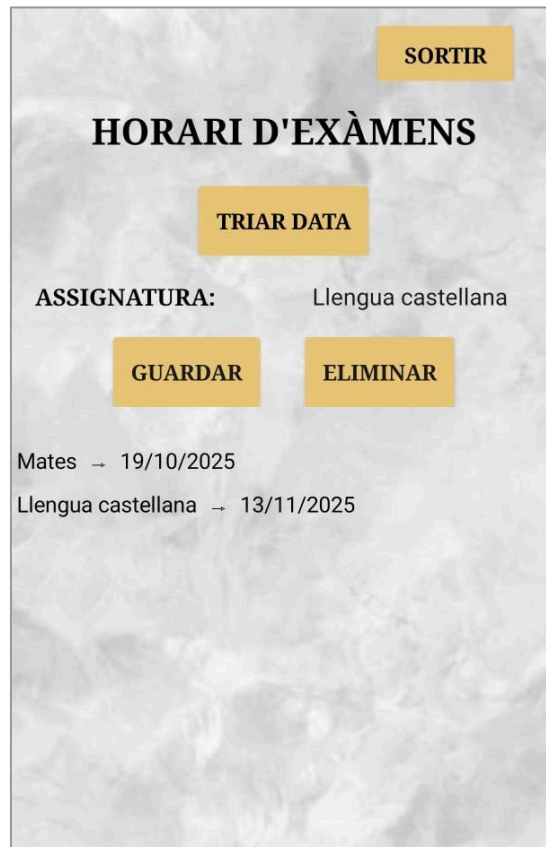 SORTIR
HORARI D'EXÀMENS
TRIAR DATA
ASSIGNATURA: Llengua castellana
GUARDAR ELIMINAR
Mates → 19/10/2025
Llengua castellana → 13/11/2025